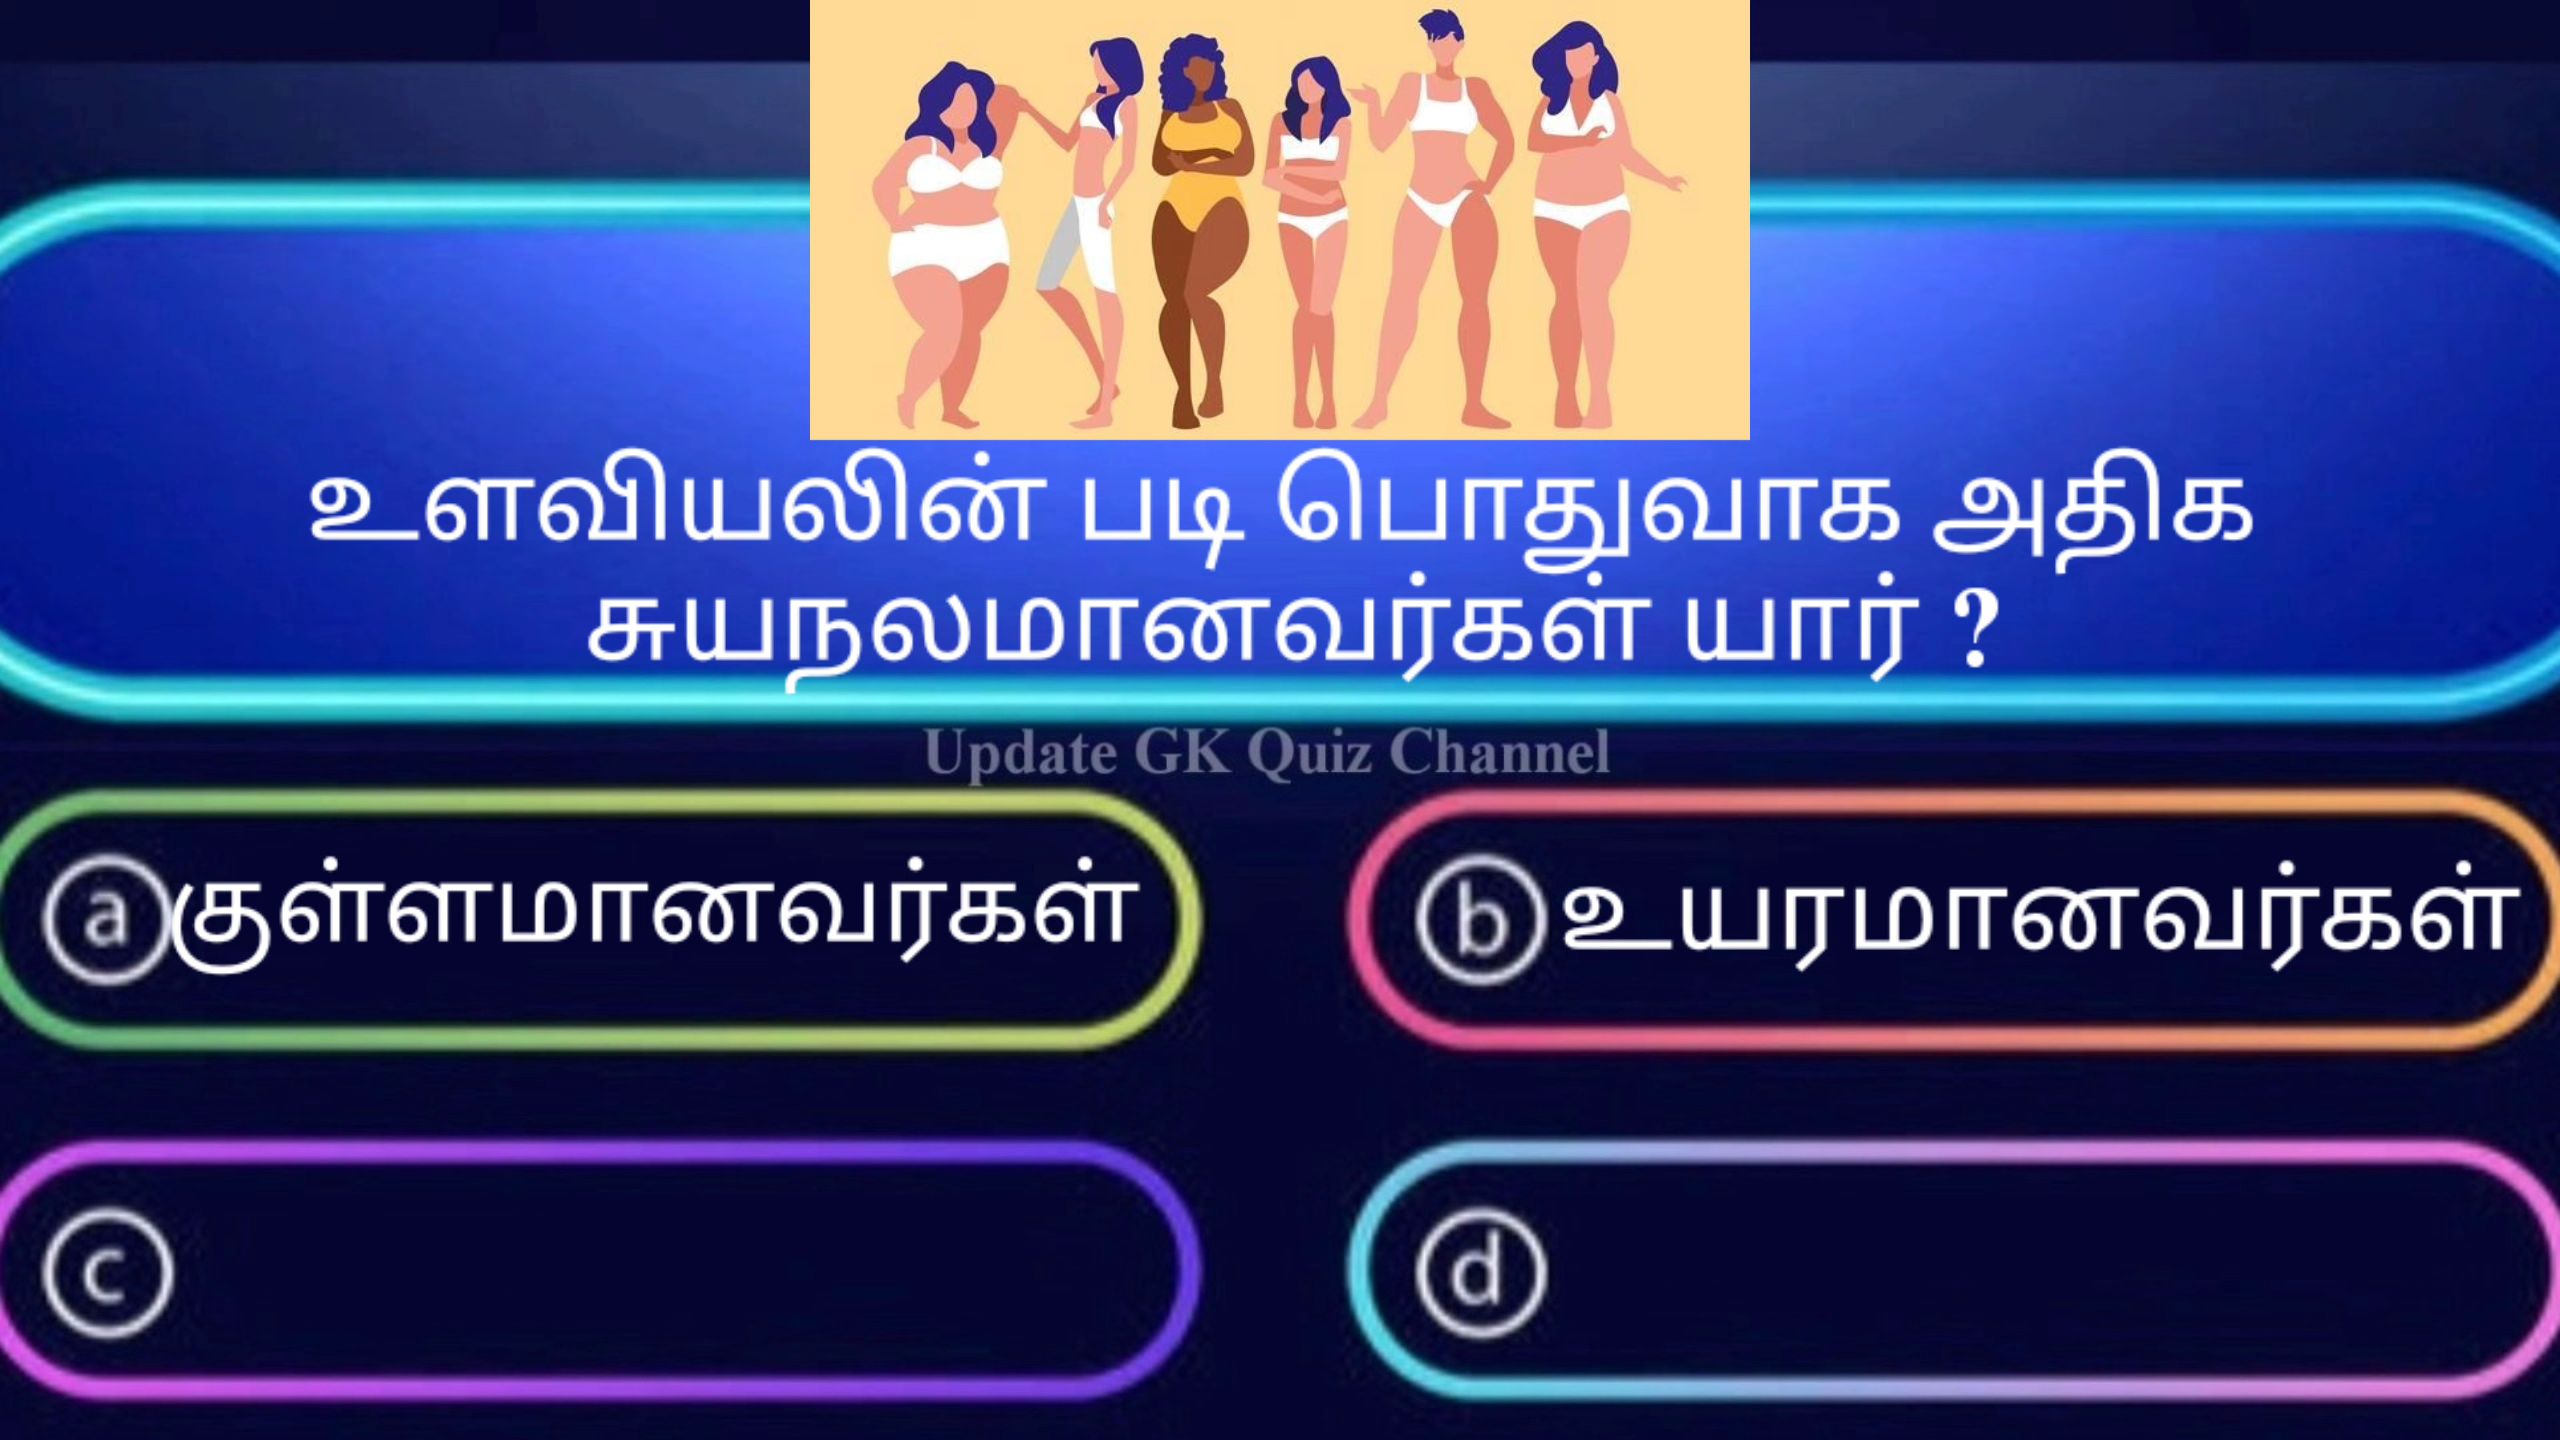 உளவியலின் படி பொதுவாக அதிக
சுயநலமானவர்கள் யார் ?
Update GK Quiz Channel
a குள்ளமானவர்கள்
b உயரமானவர்கள்
c
d